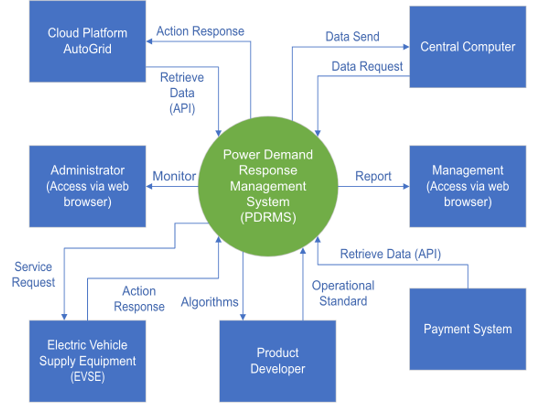 Cloud Platform
AutoGrid
Action Response
Retrieve
Data
(API)
Data Send
Data Request
Central Computer
Administrator
(Access via web
browser)
Monitor
Power Demand
Response
Management
System
(PDRMS)
Report
Management
(Access via web
browser)
Service
Request
Action
Response
Algorithms
Operational
Standard
Retrieve Data (API)
Electric Vehicle
Supply Equipment
(EVSE)
Product
Developer
Payment System